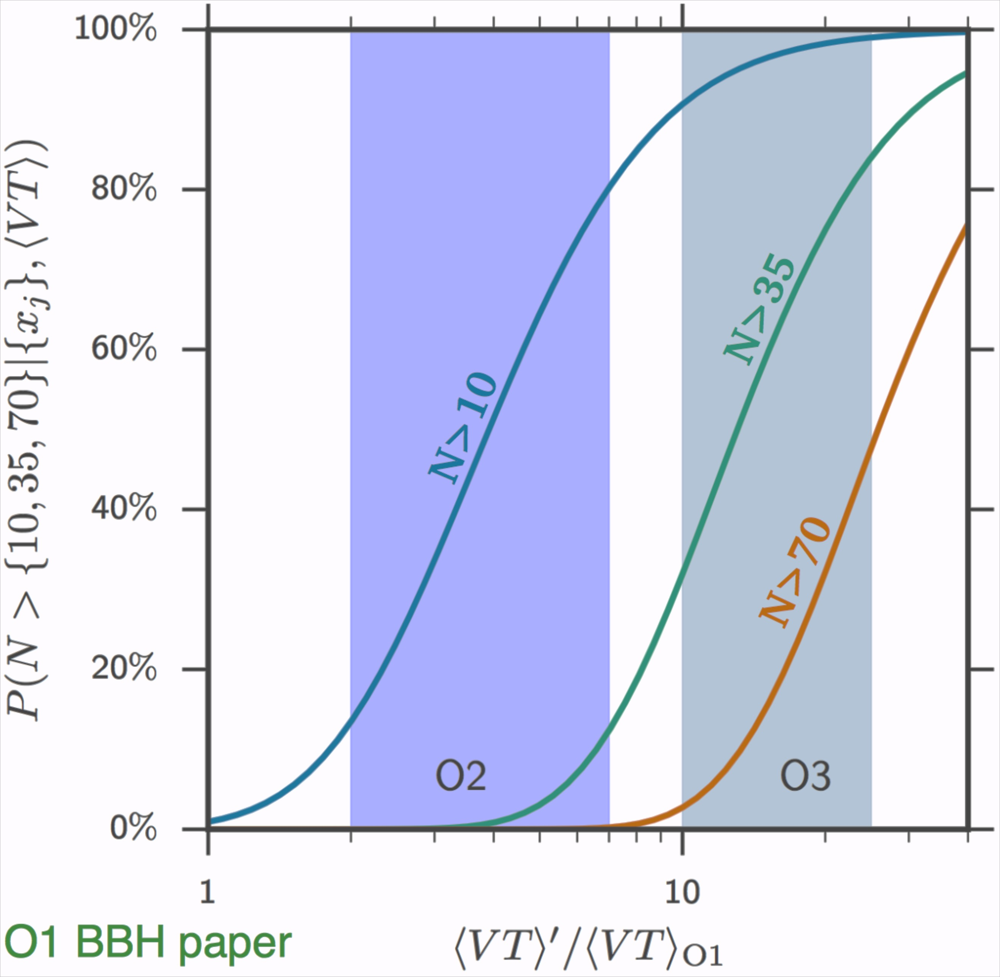 100%
80%
60%
40%
20%
0%
P(N > {10, 35, 70}|{x_j}, ⟨VT⟩)
N>10
N>35
N>70
O2
O3
1
10
⟨VT⟩′/⟨VT⟩_O1
O1 BBH paper